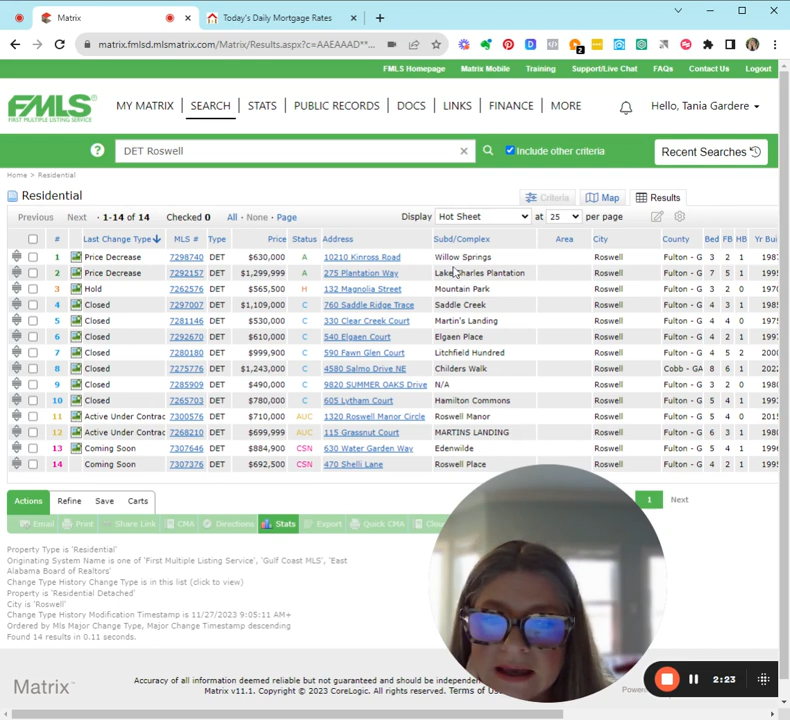 Matrix
Today's Daily Mortgage Rates
matrix.fmlsd.mlsmatrix.com/Matrix/Results.aspx?c=AAEAAAD**...
FMLS Homepage Matrix Mobile Training Support/Live Chat FAQs Contact Us Logout
FMLS
FIRST MULTIPLE LISTING SERVICE
MY MATRIX SEARCH STATS PUBLIC RECORDS DOCS LINKS FINANCE MORE
Hello, Tania Gardere
DET Roswell
Include other criteria
Recent Searches
Home > Residential
Residential
Criteria Map Results
Previous Next · 1-14 of 14 Checked 0 All · None · Page
Display Hot Sheet at 25 per page
# Last Change Type MLS # Type Price Status Address Subd/Complex Area City County Bed FB HB Yr Bui
1 Price Decrease 7298740 DET $630,000 A 10210 Kinross Road Willow Springs Roswell Fulton - G 3 2 1 1987
2 Price Decrease 7292157 DET $1,299,999 A 275 Plantation Way Lake Charles Plantation Roswell Fulton - G 7 5 1 1995
3 Hold 7262576 DET $565,500 H 132 Magnolia Street Mountain Park Roswell Fulton - G 3 2 0
4 Closed 7297007 DET $1,109,000 C 760 Saddle Ridge Trace Saddle Creek Roswell Fulton - G 4 3 1
5 Closed 7281146 DET $530,000 C 330 Clear Creek Court Martin's Landing Roswell Fulton - G 4 4 0 1975
6 Closed 7292670 DET $610,000 C 540 Elgaen Court Elgaen Place Roswell Fulton - G 4 3 1
7 Closed 7280180 DET $999,900 C 590 Fawn Glen Court Litchfield Hundred Roswell Fulton - G 4 5 2
8 Closed 7275776 DET $1,243,000 C 4580 Salmo Drive NE Childers Walk Roswell Cobb - GA 8 6 1
9 Closed 7285909 DET $490,000 C 9820 SUMMER OAKS Drive N/A Roswell Fulton - G 3 2 0
10 Closed 7265703 DET $780,000 C 605 Lytham Court Hamilton Commons Roswell Fulton - G 5 4 1
11 Active Under Contrac 7300576 DET $710,000 AUC 1320 Roswell Manor Circle Roswell Manor Roswell Fulton - G 5 4 0
12 Active Under Contrac 7268210 DET $699,999 AUC 115 Grassnut Court MARTINS LANDING Roswell Fulton - G 6 3 1
13 Coming Soon 7307646 DET $884,900 CSN 630 Water Garden Way Edenwilde Roswell Fulton - G 5 4 1
14 Coming Soon 7307376 DET $692,500 CSN 470 Shelli Lane Roswell Place Roswell Fulton - G 4 2 1
Actions Refine Save Carts
1 Next
Email Print Share Link CMA Directions Stats Export Quick CMA
Property Type is 'Residential'
Originating System Name is one of 'First Multiple Listing Service', 'Gulf Coast MLS', 'East
Alabama Board of Realtors'
Change Type History Change Type is in this list (click to view)
Property Type is 'Residential Detached'
City is 'Roswell'
Change Type History Modification Timestamp is 11/27/2023 9:05:11 AM+
Ordered by Mls Major Change Type, Major Change Timestamp descending
Found 14 results in 0.11 seconds.
Matrix
Accuracy of all information deemed reliable but not guaranteed and should be
Matrix v11.1. Copyright © 2023 CoreLogic. All rights reserved. Terms of
2:23